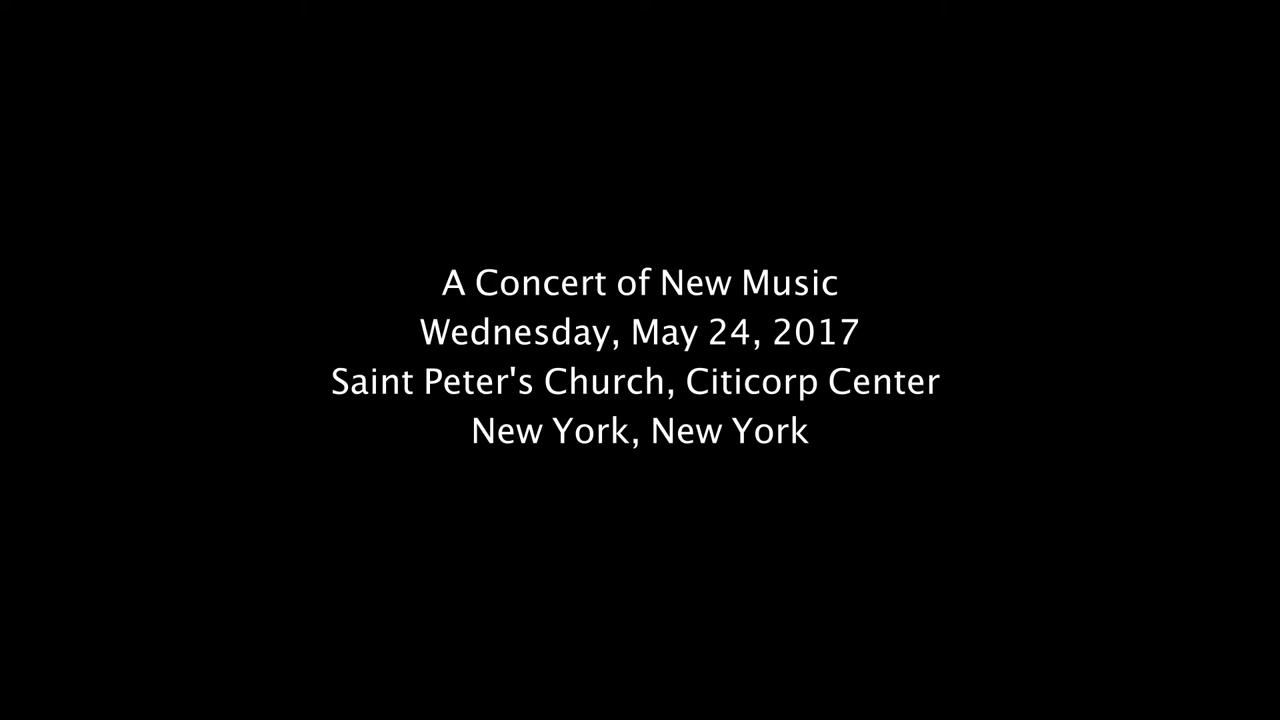 A Concert of New Music
Wednesday, May 24, 2017
Saint Peter's Church, Citicorp Center
New York, New York